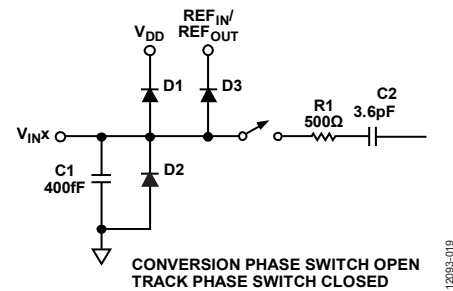 REFIN/
REFOUT
VDD
D1
D3
R1
500Ω
C2
3.6pF
VINX
C1
400fF
D2
CONVERSION PHASE SWITCH OPEN
TRACK PHASE SWITCH CLOSED
12093-019